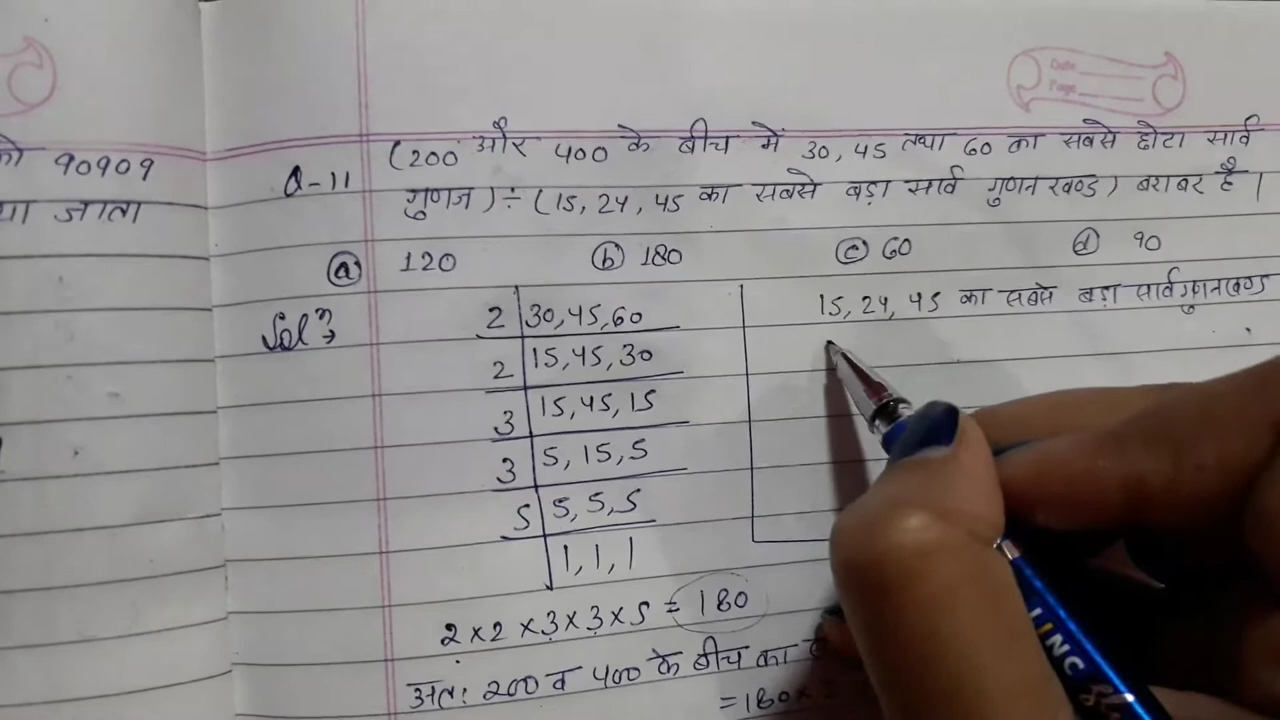 को 90909
या जाता
Date
Page
Q-11 (200 और 400 के बीच में 30, 45 तथा 60 का सबसे छोटा सार्व
गुणज) ÷ (15, 24, 45 का सबसे बड़ा सार्व गुणनखण्ड) बराबर है।
(a) 120 (b) 180 (c) 60 (d) 90
Solⁿ→
2 | 30, 45, 60
2 | 15, 45, 30
3 | 15, 45, 15
3 | 5, 15, 5
5 | 5, 5, 5
1, 1, 1
2×2×3×3×5 = 180
अतः 200 व 400 के बीच का
=180×
15, 24, 45 का सबसे बड़ा सार्वगुणनखण्ड
LINC